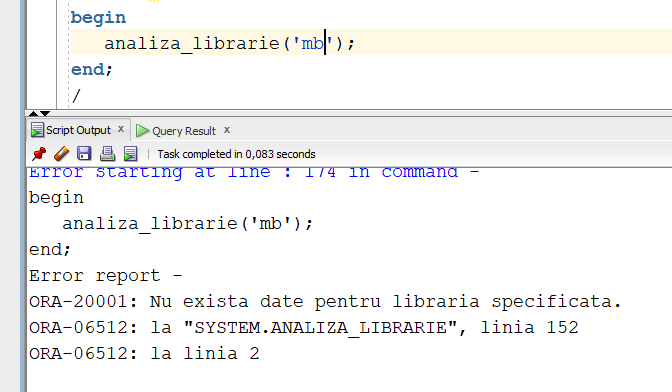 begin
analiza_librarie('mb');
end;
/
Script Output x Query Result x
Task completed in 0,083 seconds
Error starting at line : 174 in command -
begin
analiza_librarie('mb');
end;
Error report -
ORA-20001: Nu exista date pentru libraria specificata.
ORA-06512: la "SYSTEM.ANALIZA_LIBRARIE", linia 152
ORA-06512: la linia 2